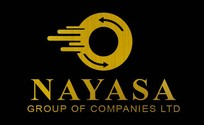 NAYASA
GROUP OF COMPANIES LTD